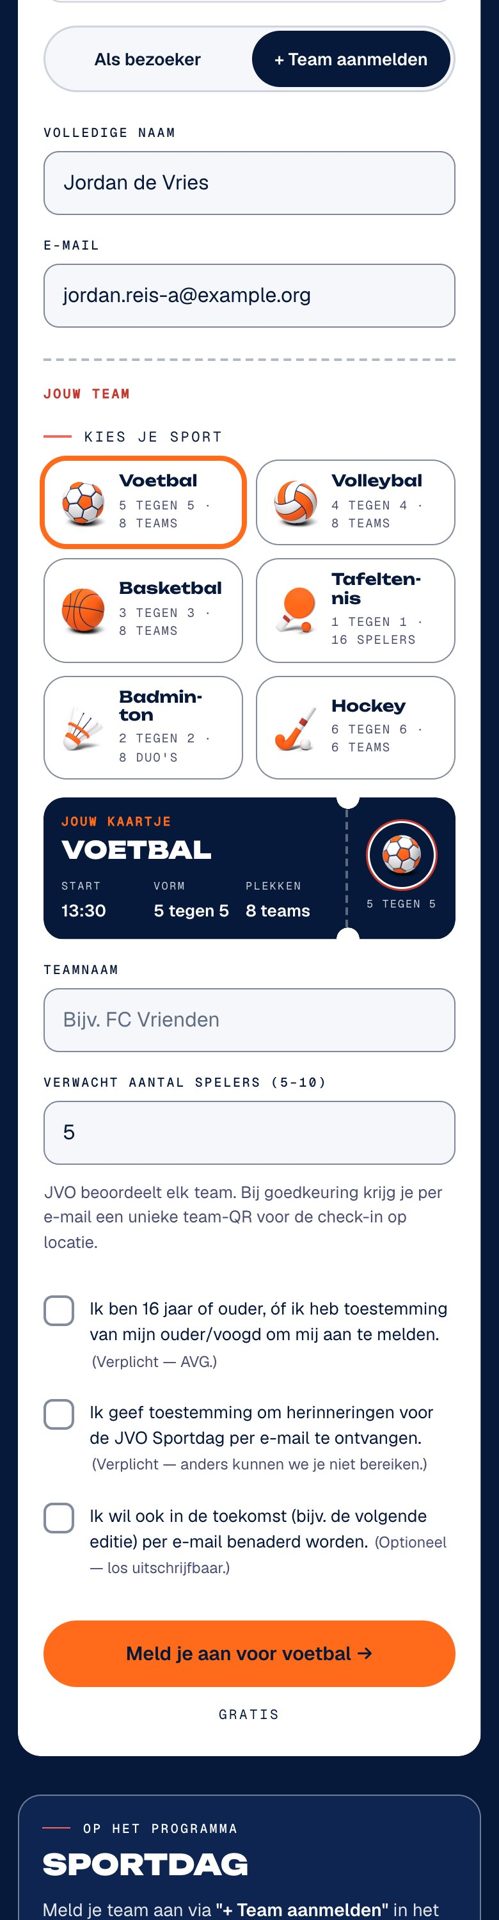 Als bezoeker
+ Team aanmelden
VOLLEDIGE NAAM
Jordan de Vries
E-MAIL
jordan.reis-a@example.org
JOUW TEAM
KIES JE SPORT
Voetbal
5 TEGEN 5 ·
8 TEAMS
Volleybal
4 TEGEN 4 ·
8 TEAMS
Basketbal
3 TEGEN 3 ·
8 TEAMS
Tafelten-
nis
1 TEGEN 1 ·
16 SPELERS
Badmin-
ton
2 TEGEN 2 ·
8 DUO'S
Hockey
6 TEGEN 6 ·
6 TEAMS
JOUW KAARTJE
VOETBAL
START
VORM
PLEKKEN
13:30
5 tegen 5
8 teams
5 TEGEN 5
TEAMNAAM
Bijv. FC Vrienden
VERWACHT AANTAL SPELERS (5–10)
5
JVO beoordeelt elk team. Bij goedkeuring krijg je per
e-mail een unieke team-QR voor de check-in op
locatie.
Ik ben 16 jaar of ouder, óf ik heb toestemming
van mijn ouder/voogd om mij aan te melden.
(Verplicht — AVG.)
Ik geef toestemming om herinneringen voor
de JVO Sportdag per e-mail te ontvangen.
(Verplicht — anders kunnen we je niet bereiken.)
Ik wil ook in de toekomst (bijv. de volgende
editie) per e-mail benaderd worden. (Optioneel
— los uitschrijfbaar.)
Meld je aan voor voetbal →
GRATIS
OP HET PROGRAMMA
SPORTDAG
Meld je team aan via "+ Team aanmelden" in het